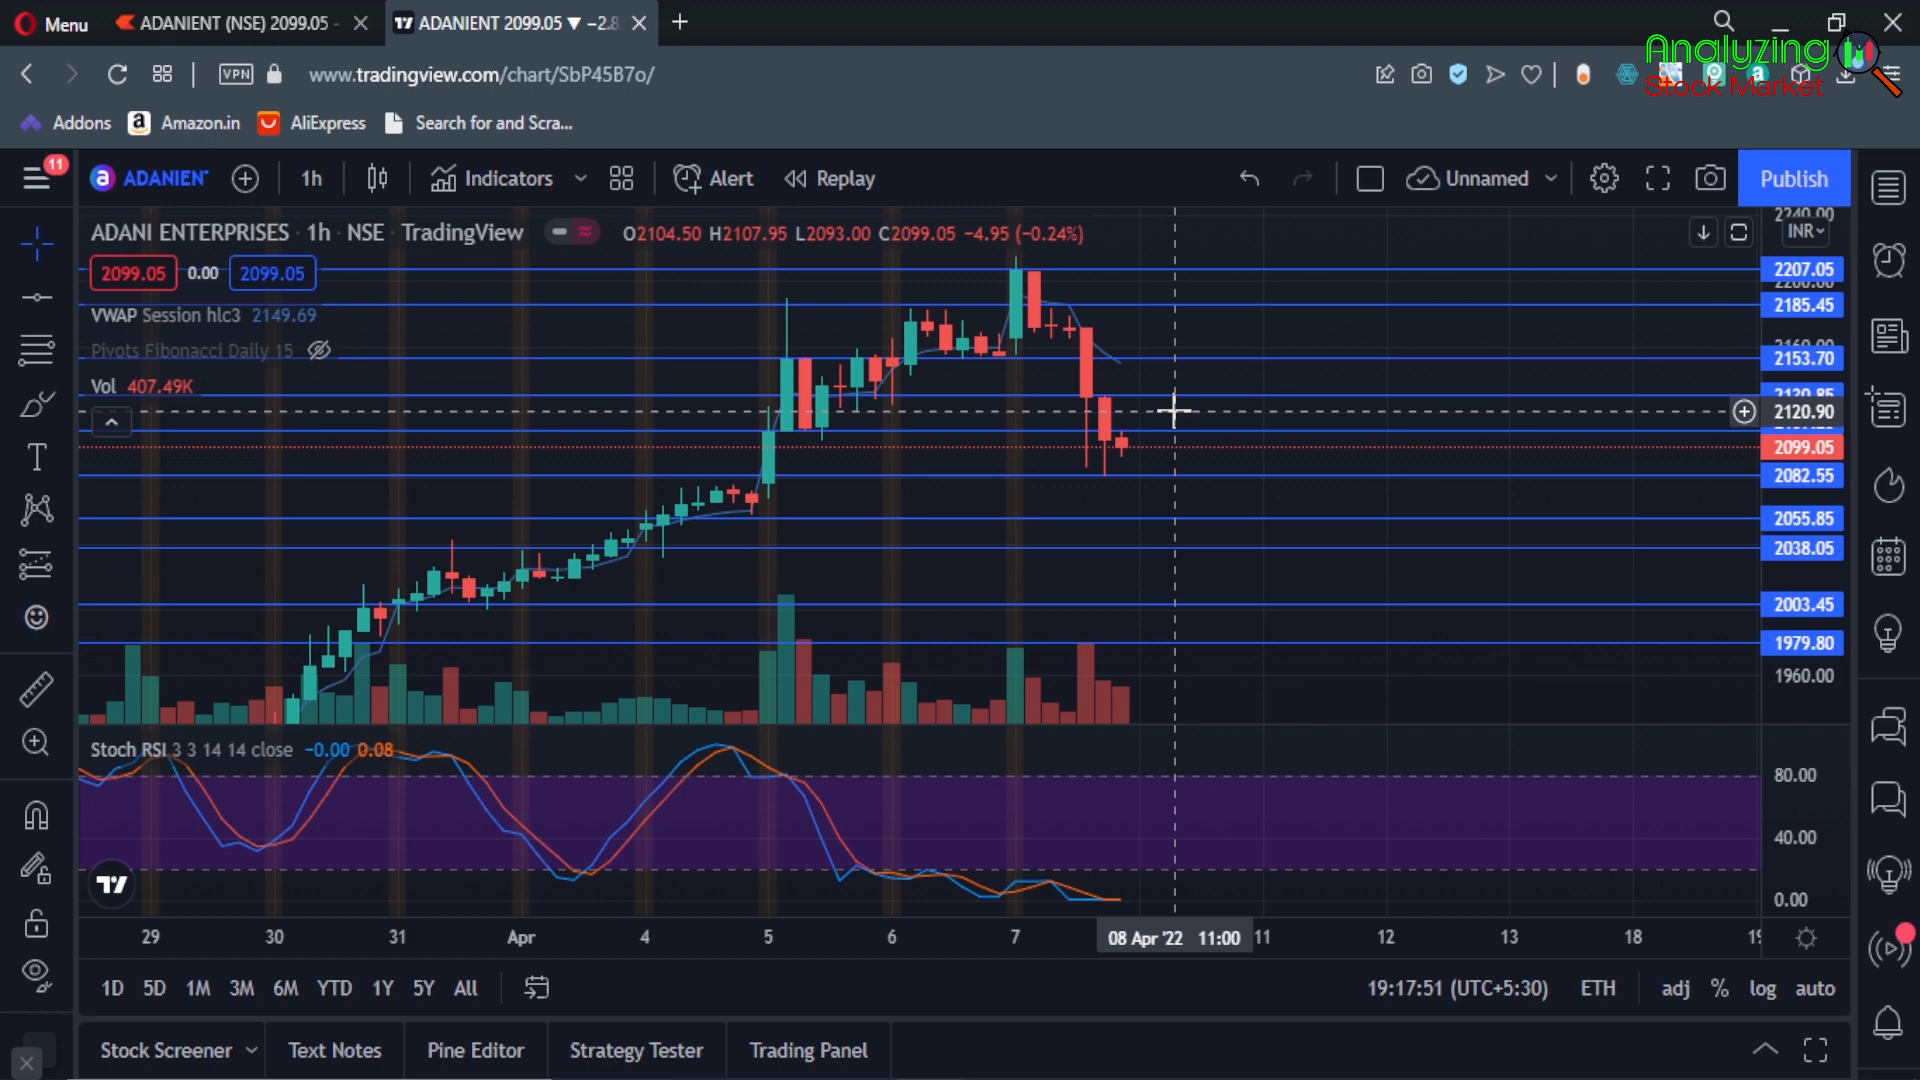 Menu
ADANIENT (NSE) 2099.05 -
ADANIENT 2099.05 ▼ −2.8
Analyzing
Stock Market
VPN
www.tradingview.com/chart/SbP45B7o/
Addons
Amazon.in
AliExpress
Search for and Scra...
11
ADANIENT
1h
Indicators
Alert
Replay
Unnamed
Publish
ADANI ENTERPRISES · 1h · NSE · TradingView
O2104.50 H2107.95 L2093.00 C2099.05 −4.95 (−0.24%)
2240.00
INR
2099.05 0.00 2099.05
VWAP Session hlc3 2149.69
Pivots Fibonacci Daily 15
Vol 407.49K
2207.05
2200.00
2185.45
2160.00
2153.70
2120.90
2099.05
2082.55
2055.85
2038.05
2003.45
1979.80
1960.00
Stoch RSI 3 3 14 14 close −0.00 0.08
80.00
40.00
0.00
29 30 31 Apr 4 5 6 7 08 Apr '22 11:00 11 12 13 18
1D 5D 1M 3M 6M YTD 1Y 5Y All
19:17:51 (UTC+5:30) ETH adj % log auto
Stock Screener
Text Notes
Pine Editor
Strategy Tester
Trading Panel